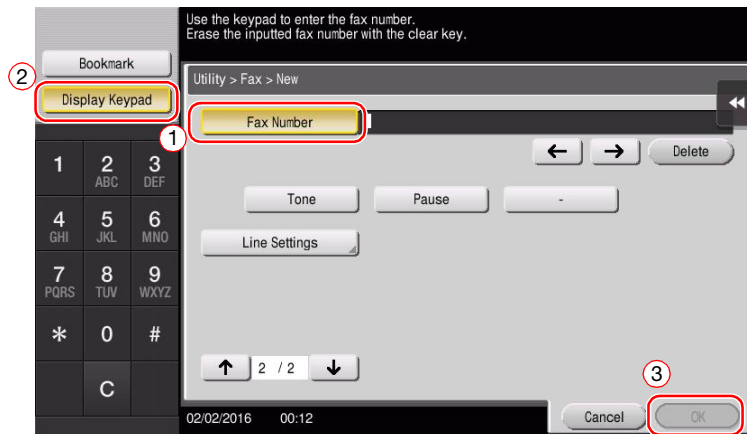 Use the keypad to enter the fax number.
Erase the inputted fax number with the clear key.
Bookmark
2
Display Keypad
Utility > Fax > New
1
Fax Number
← → Delete
1 2 3
ABC DEF
Tone Pause -
4 5 6
GHI JKL MNO
Line Settings
7 8 9
PQRS TUV WXYZ
* 0 #
↑ 2 / 2 ↓
3
C
02/02/2016 00:12
Cancel OK